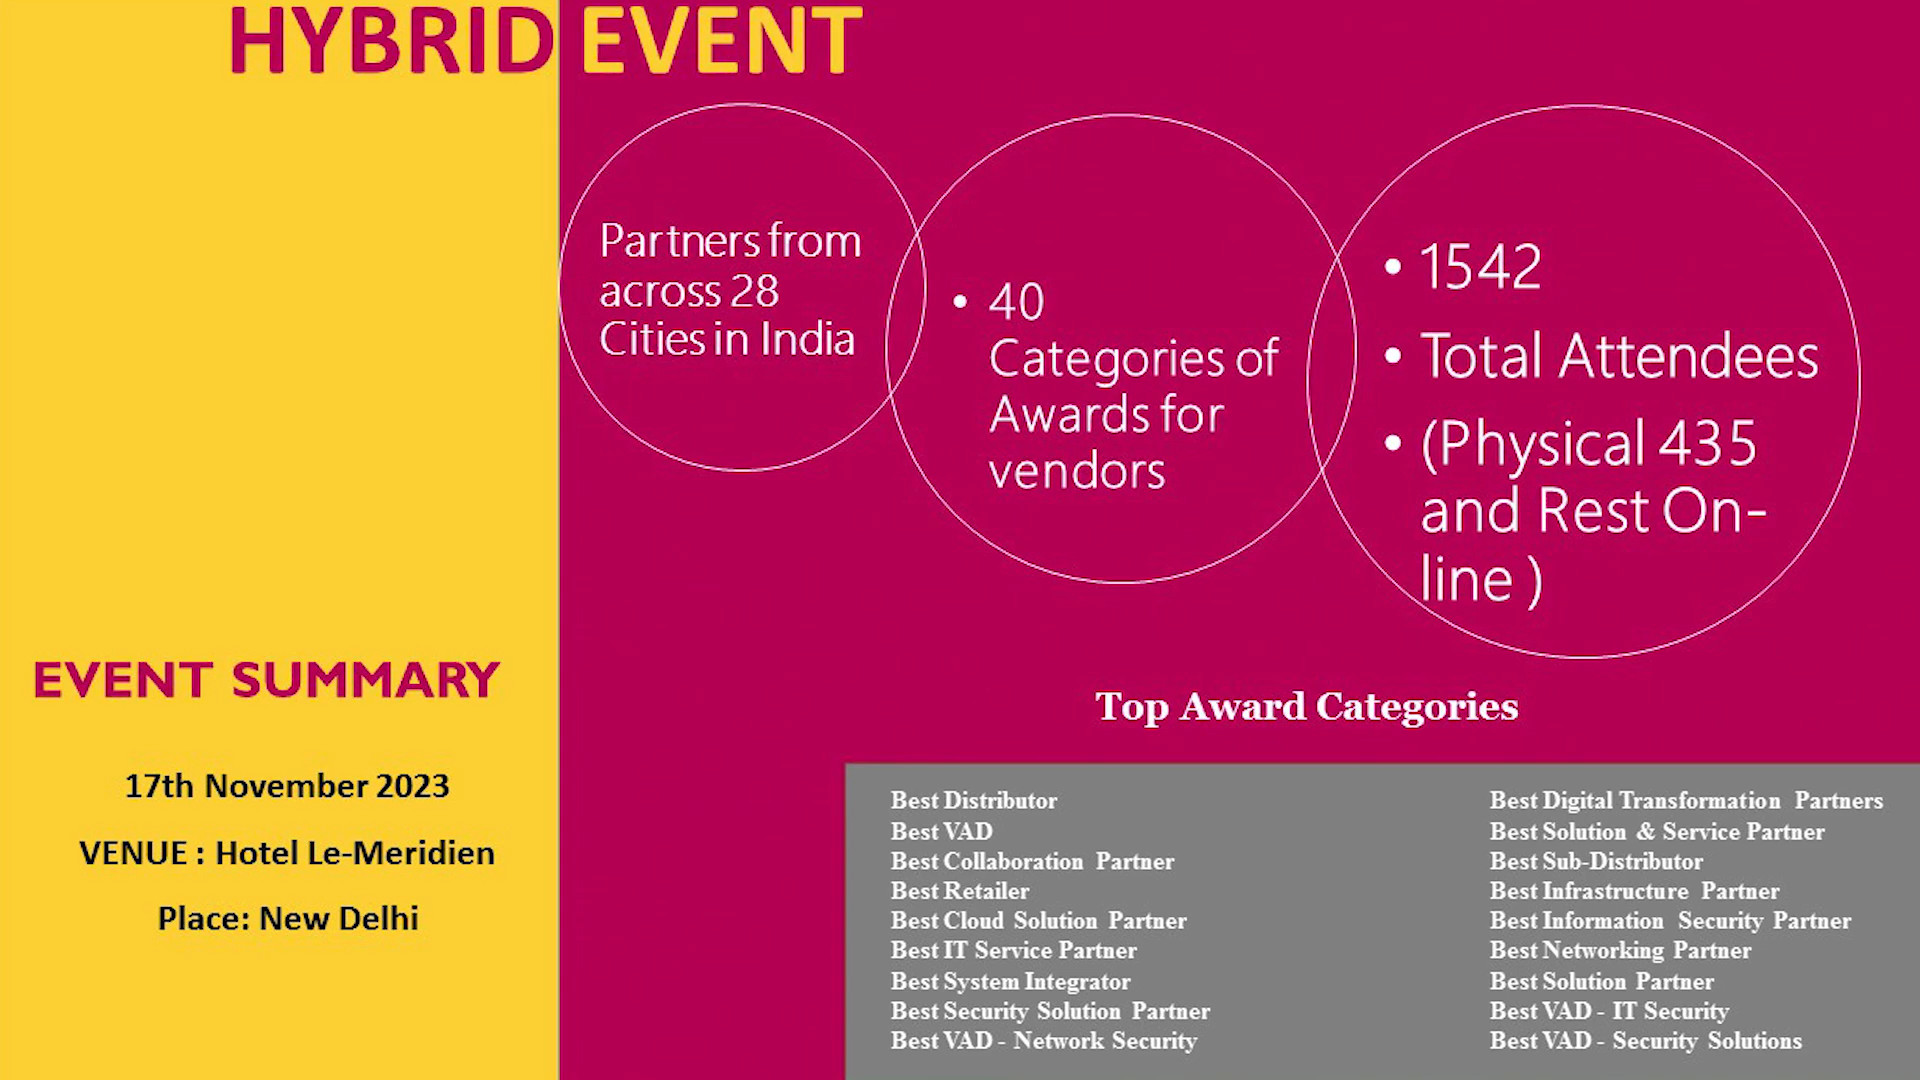 HYBRID EVENT
Partners from
across 28
Cities in India
• 40
Categories of
Awards for
vendors
• 1542
• Total Attendees
• (Physical 435
and Rest On-
line )
EVENT SUMMARY
17th November 2023
VENUE : Hotel Le-Meridien
Place: New Delhi
Top Award Categories
Best Distributor
Best VAD
Best Collaboration Partner
Best Retailer
Best Cloud Solution Partner
Best IT Service Partner
Best System Integrator
Best Security Solution Partner
Best VAD - Network Security
Best Digital Transformation Partners
Best Solution & Service Partner
Best Sub-Distributor
Best Infrastructure Partner
Best Information Security Partner
Best Networking Partner
Best Solution Partner
Best VAD - IT Security
Best VAD - Security Solutions